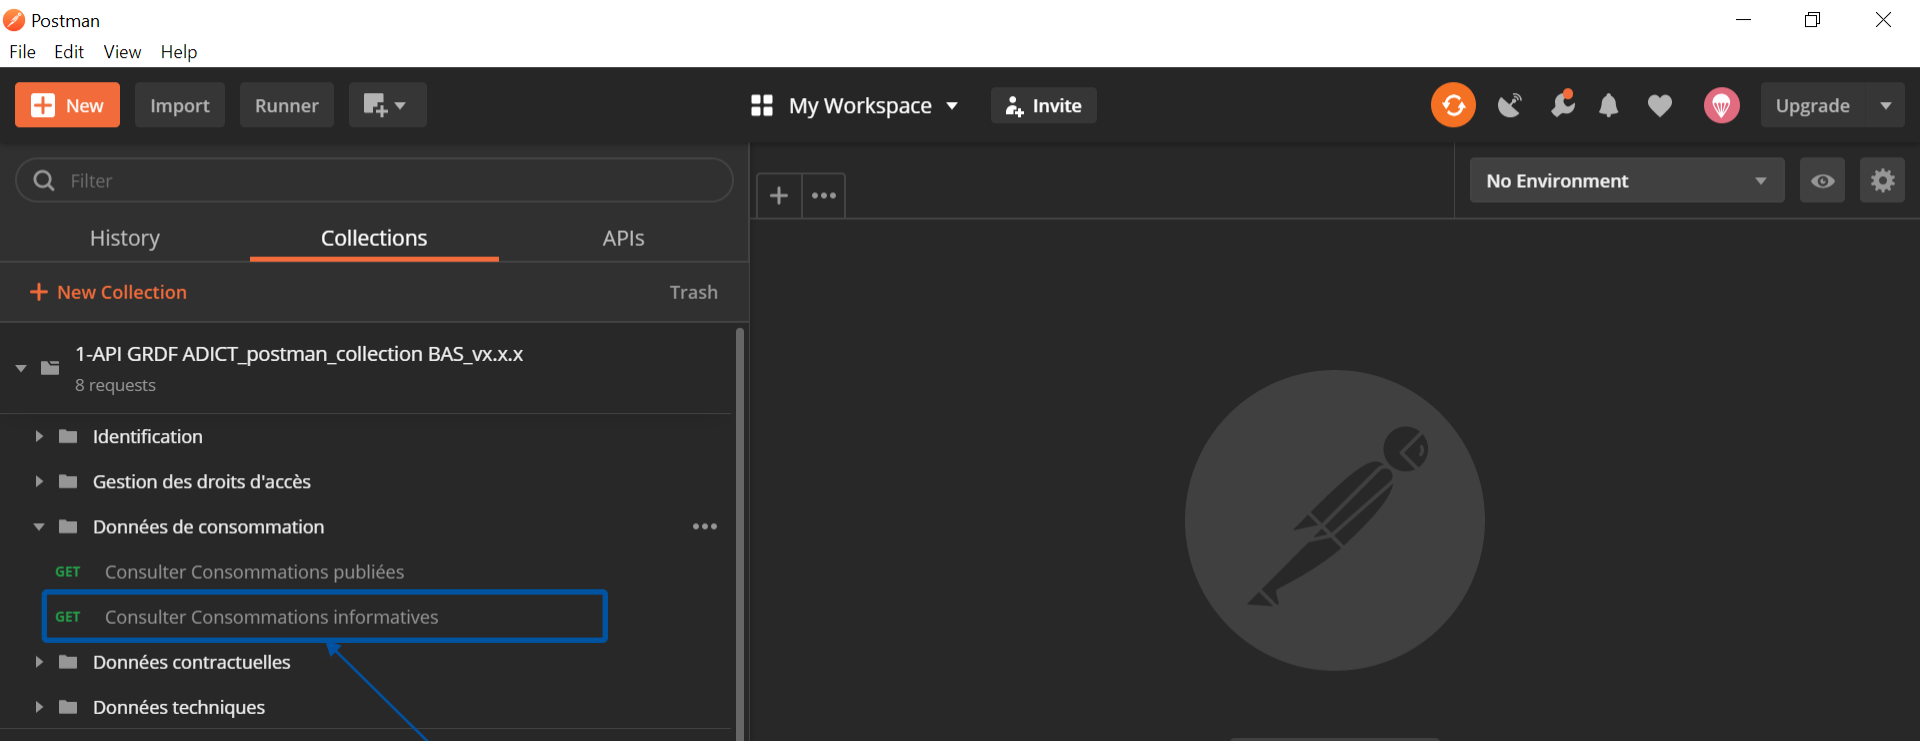 Postman
File Edit View Help
New Import Runner My Workspace Invite Upgrade
Filter
No Environment
History Collections APIs
New Collection Trash
1-API GRDF ADICT_postman_collection BAS_vx.x.x
8 requests
Identification
Gestion des droits d'accès
Données de consommation
GET Consulter Consommations publiées
GET Consulter Consommations informatives
Données contractuelles
Données techniques